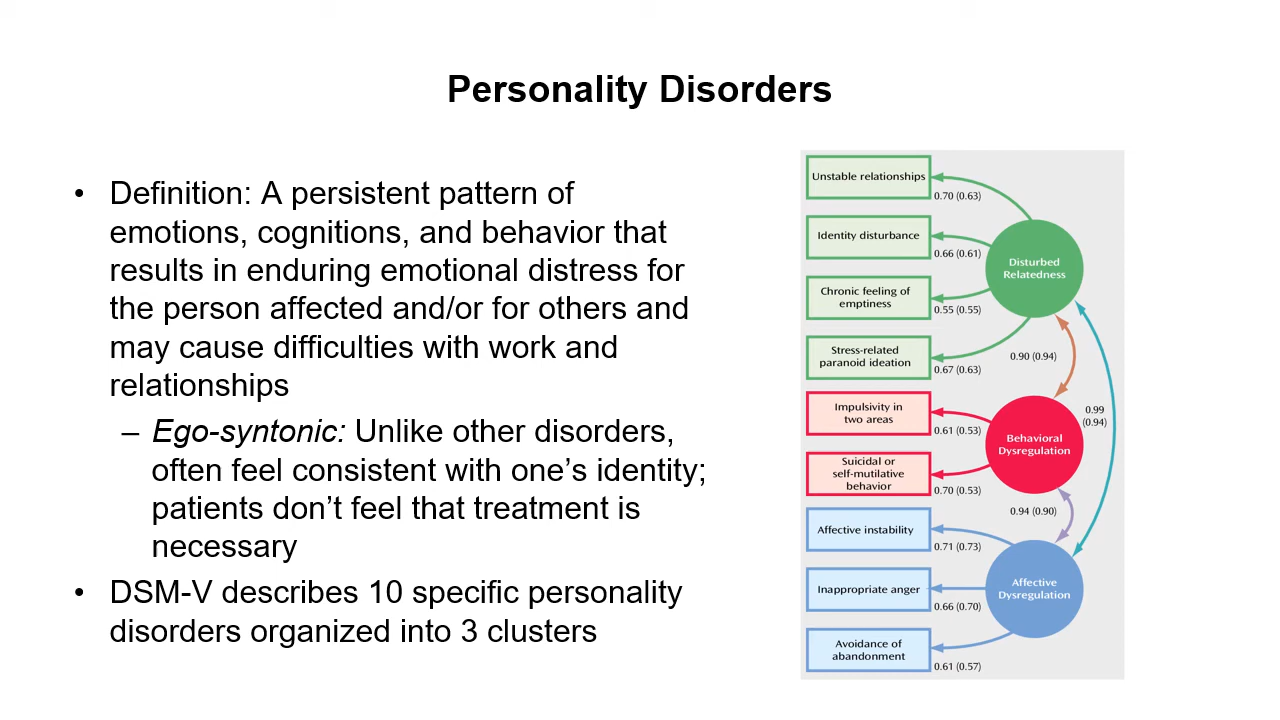 Personality Disorders
• Definition: A persistent pattern of
emotions, cognitions, and behavior that
results in enduring emotional distress for
the person affected and/or for others and
may cause difficulties with work and
relationships
– Ego-syntonic: Unlike other disorders,
often feel consistent with one’s identity;
patients don’t feel that treatment is
necessary
• DSM-V describes 10 specific personality
disorders organized into 3 clusters
Unstable relationships
0.70 (0.63)
Identity disturbance
0.66 (0.61)
Chronic feeling of
emptiness
0.55 (0.55)
Stress-related
paranoid ideation
0.67 (0.63)
Disturbed
Relatedness
0.90 (0.94)
Impulsivity in
two areas
0.61 (0.53)
Suicidal or
self-mutilative
behavior
0.70 (0.53)
Behavioral
Dysregulation
0.99
(0.94)
0.94 (0.90)
Affective instability
0.71 (0.73)
Inappropriate anger
0.66 (0.70)
Avoidance of
abandonment
0.61 (0.57)
Affective
Dysregulation